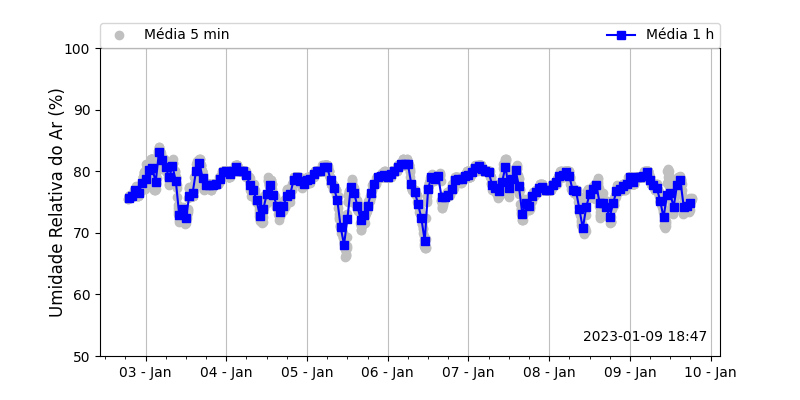 Média 5 min
Média 1 h
Umidade Relativa do Ar (%)
100
90
80
70
60
50
2023-01-09 18:47
03 - Jan
04 - Jan
05 - Jan
06 - Jan
07 - Jan
08 - Jan
09 - Jan
10 - Jan